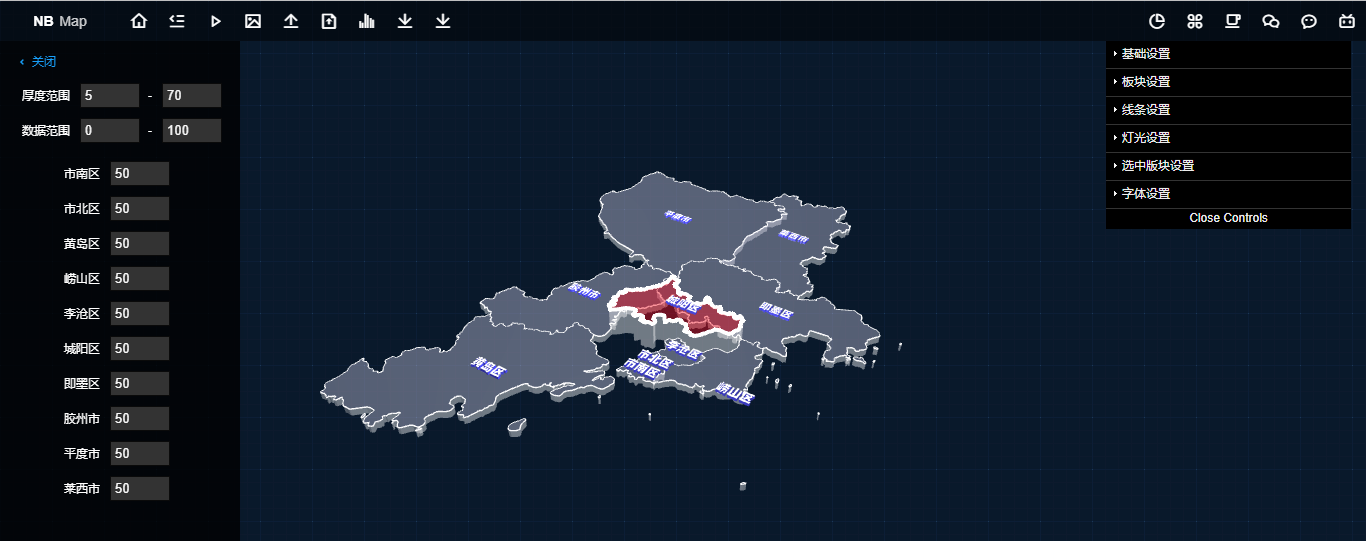 NB Map
< 关闭
厚度范围 5 - 70
数据范围 0 - 100
市南区 50
市北区 50
黄岛区 50
崂山区 50
李沧区 50
城阳区 50
即墨区 50
胶州市 50
平度市 50
莱西市 50
平度市
莱西市
胶州市
城阳区
即墨区
李沧区
市北区
市南区
黄岛区
崂山区
基础设置
板块设置
线条设置
灯光设置
选中版块设置
字体设置
Close Controls